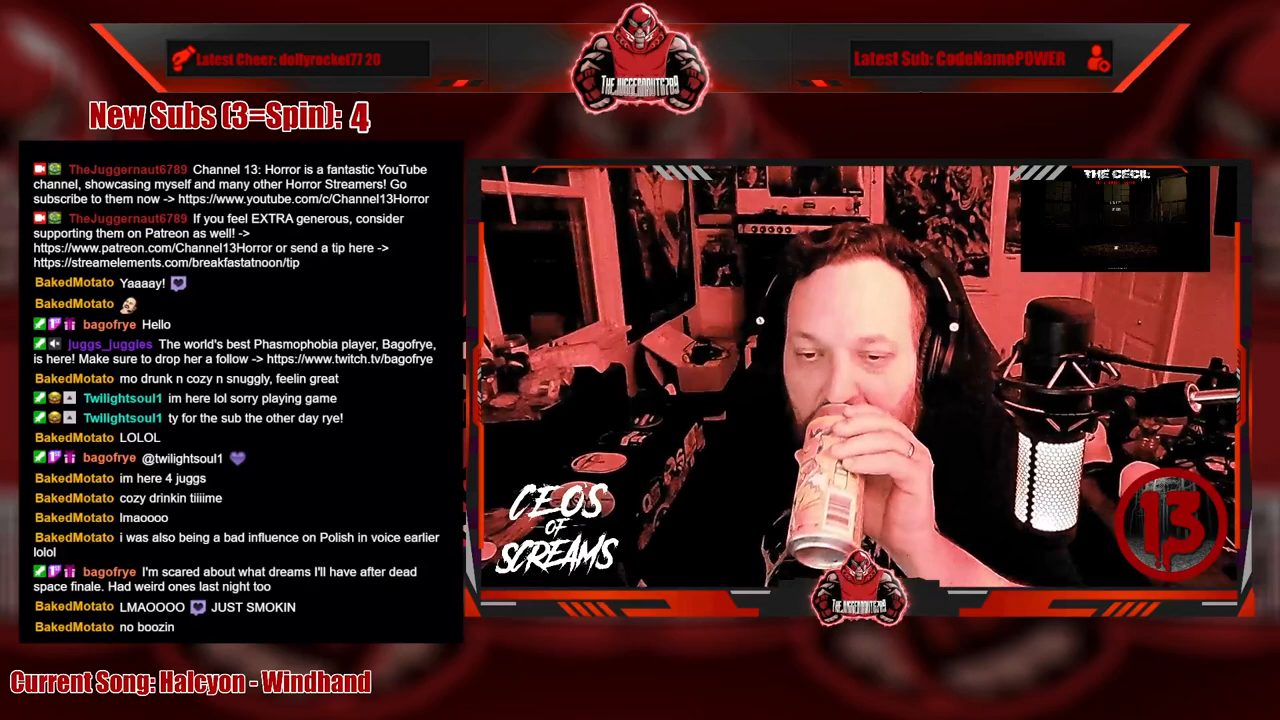 Latest Cheer: dollyrocket77 20
THEJUGGERNAUT6789
Latest Sub: CodeNamePOWER
New Subs (3=Spin): 4
TheJuggernaut6789 Channel 13: Horror is a fantastic YouTube
channel, showcasing myself and many other Horror Streamers! Go
subscribe to them now -> https://www.youtube.com/c/Channel13Horror
TheJuggernaut6789 If you feel EXTRA generous, consider
supporting them on Patreon as well! ->
https://www.patreon.com/Channel13Horror or send a tip here ->
https://streamelements.com/breakfastatnoon/tip
BakedMotato Yaaaay!
BakedMotato
bagofrye Hello
juggs_juggies The world's best Phasmophobia player, Bagofrye,
is here! Make sure to drop her a follow -> https://www.twitch.tv/bagofrye
BakedMotato mo drunk n cozy n snuggly, feelin great
Twilightsoul1 im here lol sorry playing game
Twilightsoul1 ty for the sub the other day rye!
BakedMotato LOLOL
bagofrye @twilightsoul1
BakedMotato im here 4 juggs
BakedMotato cozy drinkin tiiiime
BakedMotato lmaoooo
BakedMotato i was also being a bad influence on Polish in voice earlier
lolol
bagofrye I'm scared about what dreams I'll have after dead
space finale. Had weird ones last night too
BakedMotato LMAOOOO JUST SMOKIN
BakedMotato no boozin
THE CECIL
CEOS
OF
SCREAMS
13
THEJUGGERNAUT6789
Current Song: Halcyon - Windhand